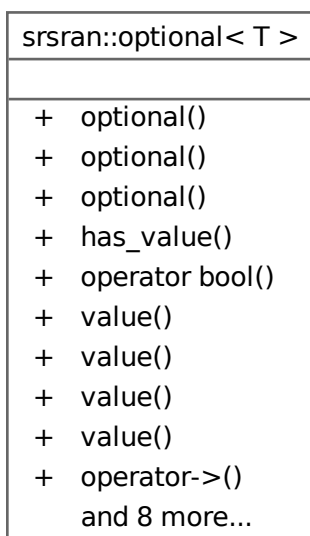 srsran::optional< T >
+ optional()
+ optional()
+ optional()
+ has_value()
+ operator bool()
+ value()
+ value()
+ value()
+ value()
+ operator->()
and 8 more...